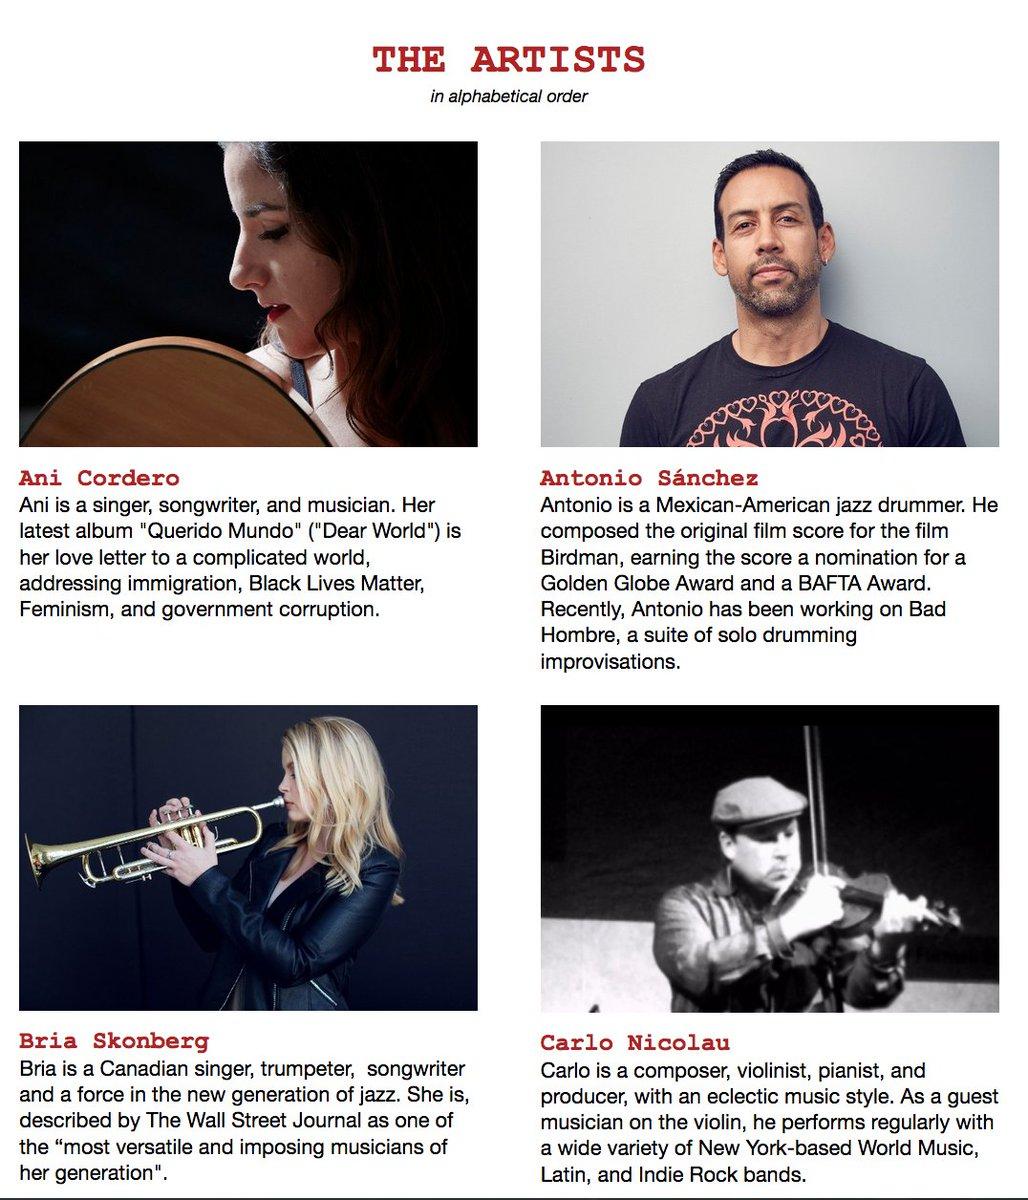 THE ARTISTS
in alphabetical order
Ani Cordero
Ani is a singer, songwriter, and musician. Her
latest album "Querido Mundo" ("Dear World") is
her love letter to a complicated world,
addressing immigration, Black Lives Matter,
Feminism, and government corruption.
Antonio Sánchez
Antonio is a Mexican-American jazz drummer. He
composed the original film score for the film
Birdman, earning the score a nomination for a
Golden Globe Award and a BAFTA Award.
Recently, Antonio has been working on Bad
Hombre, a suite of solo drumming
improvisations.
Bria Skonberg
Bria is a Canadian singer, trumpeter,  songwriter
and a force in the new generation of jazz. She is,
described by The Wall Street Journal as one of
the “most versatile and imposing musicians of
her generation".
Carlo Nicolau
Carlo is a composer, violinist, pianist, and
producer, with an eclectic music style. As a guest
musician on the violin, he performs regularly with
a wide variety of New York-based World Music,
Latin, and Indie Rock bands.